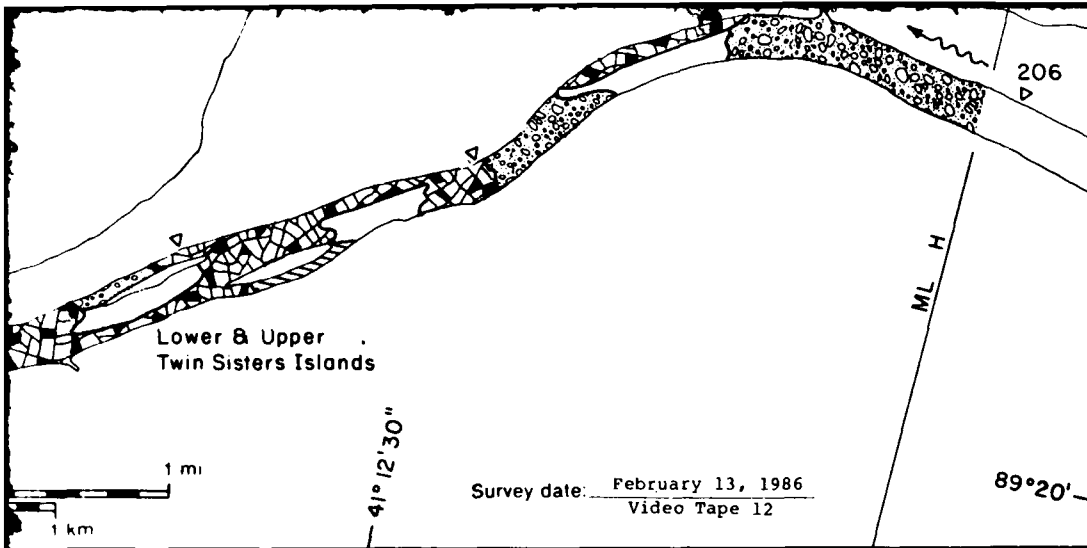 206
ML H
Lower & Upper
Twin Sisters Islands
41° 12'30"
1 mi
1 km
Survey date: February 13, 1986
Video Tape 12
89°20'